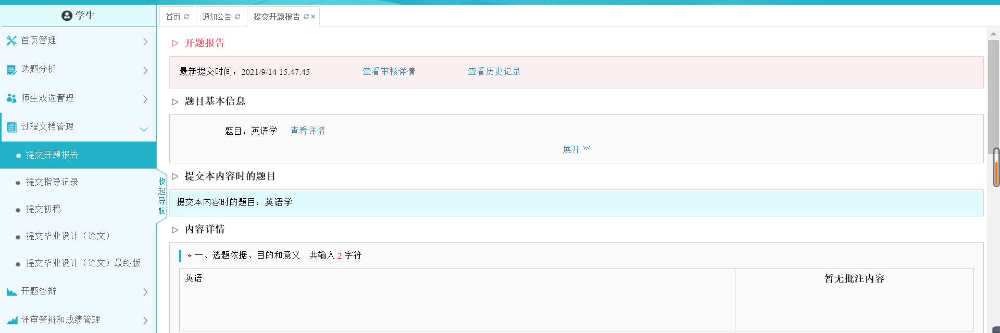 学生
首页管理
选题分析
师生双选管理
过程文档管理
提交开题报告
提交指导记录
提交初稿
提交毕业设计（论文）
提交毕业设计（论文）最终版
开题答辩
评审答辩和成绩管理
收起导航
首页 通知公告 提交开题报告
开题报告
最新提交时间：2021/9/14 15:47:45 查看审核详情 查看历史记录
题目基本信息
题目：英语学 查看详情
展开
提交本内容时的题目
提交本内容时的题目：英语学
内容详情
* 一、选题依据、目的和意义 共输入 2 字符
英语 暂无批注内容